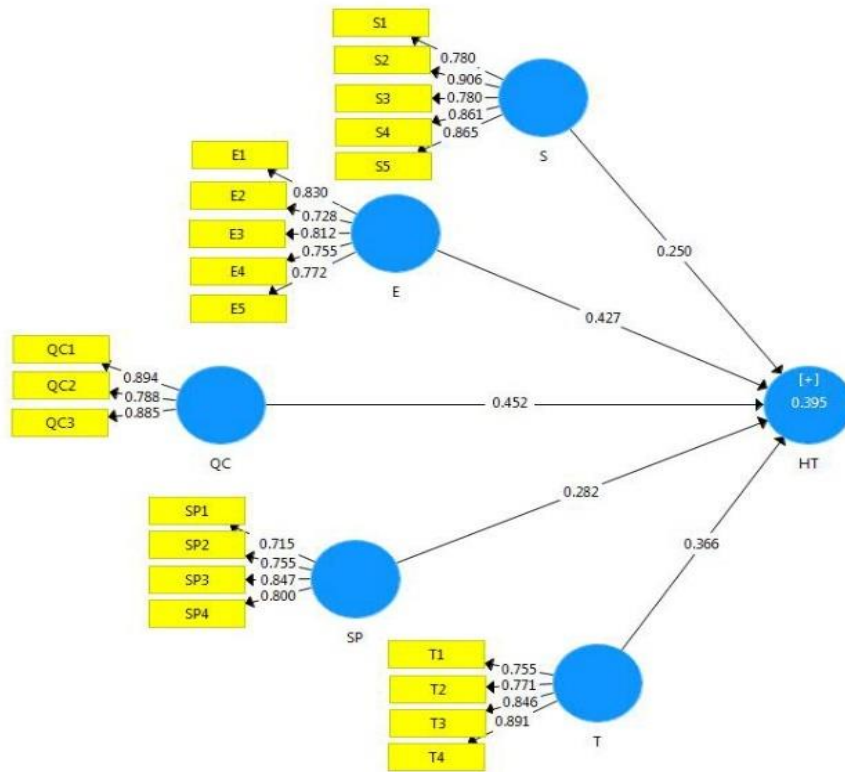 S1
0.780
S2
0.906
S3
0.780
S4
0.861
S5
0.865
S
E1
0.830
E2
0.728
E3
0.812
E4
0.755
E5
0.772
E
0.250
0.427
QC1
0.894
QC2
0.788
QC3
0.885
QC
0.452
[+]
0.395
HT
SP1
0.715
SP2
0.755
SP3
0.847
SP4
0.800
SP
0.282
0.366
T1
0.755
T2
0.771
T3
0.846
T4
0.891
T